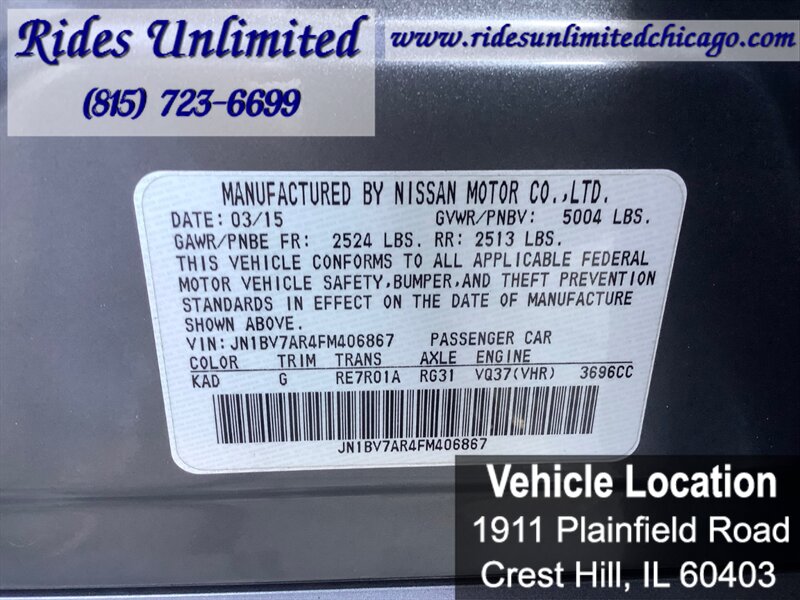 Rides Unlimited
www.ridesunlimitedchicago.com
(815) 723-6699
MANUFACTURED BY NISSAN MOTOR CO.,LTD.
DATE: 03/15 GVWR/PNBV: 5004 LBS.
GAWR/PNBE FR: 2524 LBS. RR: 2513 LBS.
THIS VEHICLE CONFORMS TO ALL APPLICABLE FEDERAL
MOTOR VEHICLE SAFETY,BUMPER,AND THEFT PREVENTION
STANDARDS IN EFFECT ON THE DATE OF MANUFACTURE
SHOWN ABOVE.
VIN:JN1BV7AR4FM406867 PASSENGER CAR
COLOR TRIM TRANS AXLE ENGINE
KAD G RE7R01A RG31 VQ37(VHR) 3696CC
JN1BV7AR4FM406867
Vehicle Location
1911 Plainfield Road
Crest Hill, IL 60403